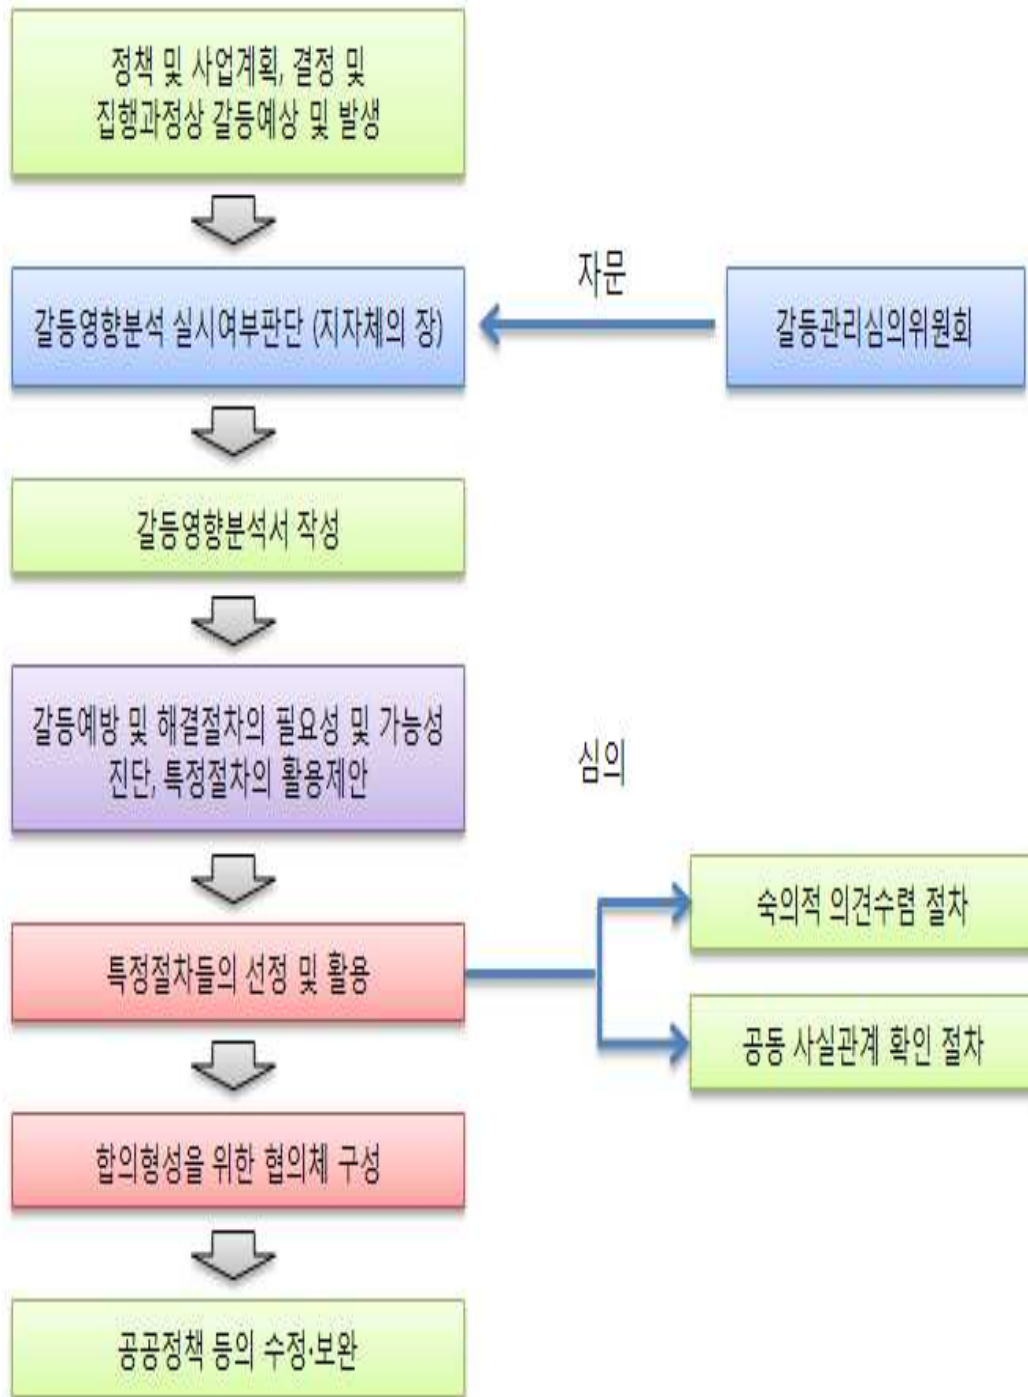 정책 및 사업계획, 결정 및
집행과정상 갈등예상 및 발생
갈등영향분석 실시여부판단 (지자체의 장)
자문
갈등관리심의위원회
갈등영향분석서 작성
갈등예방 및 해결절차의 필요성 및 가능성
진단, 특정절차의 활용제안
심의
특정절차들의 선정 및 활용
숙의적 의견수렴 절차
공동 사실관계 확인 절차
합의형성을 위한 협의체 구성
공공정책 등의 수정·보완